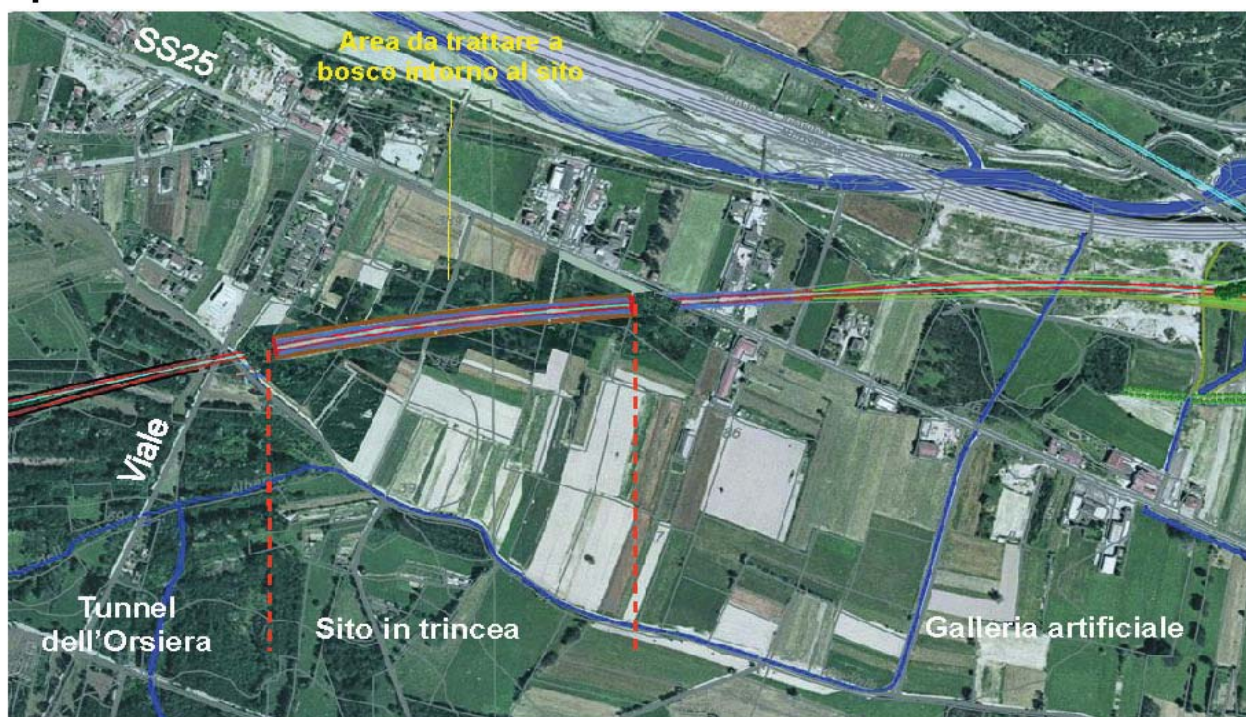 SS25
Area da trattare a
bosco intorno al sito
Viale
Tunnel
dell'Orsiera
Sito in trincea
Galleria artificiale